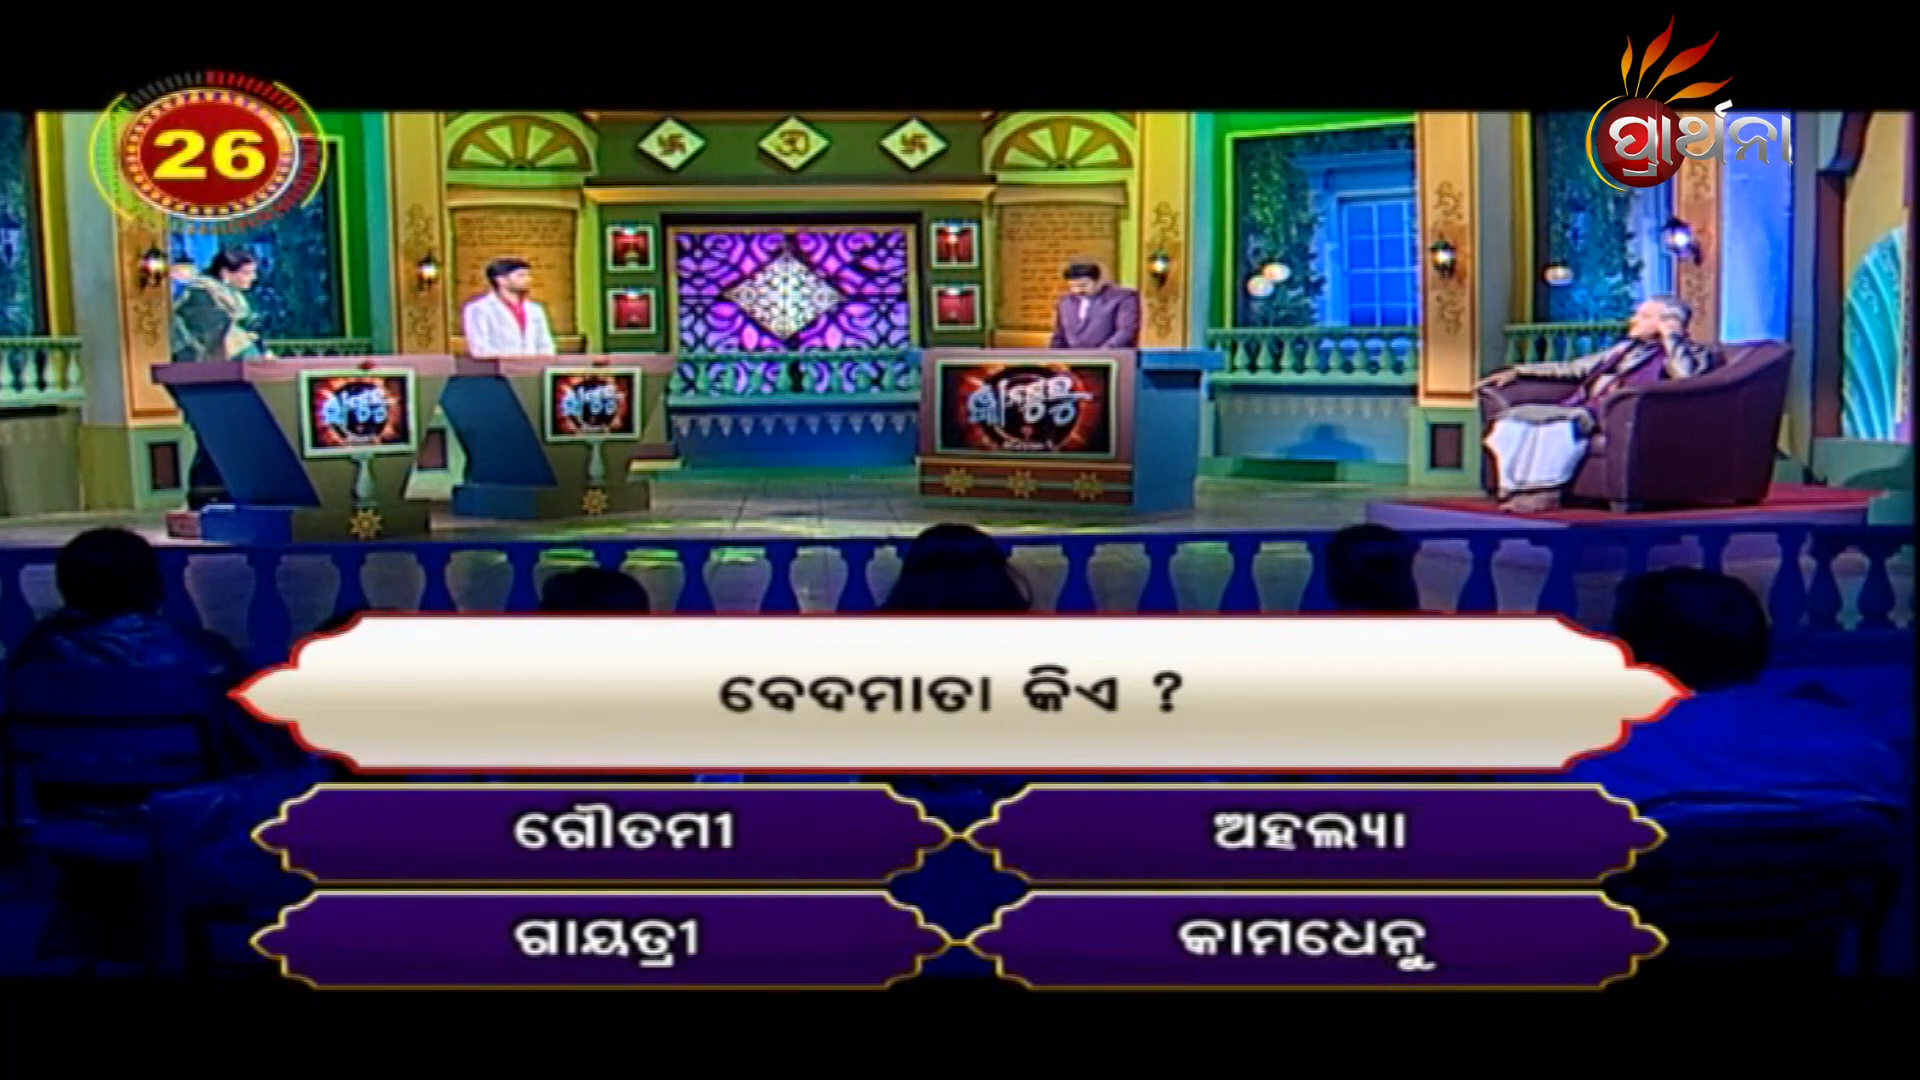 26
ପ୍ରାର୍ଥନା
ବେଦମାତା କିଏ ?
ଗୌତମୀ
ଅହଲ୍ୟା
ଗାୟତ୍ରୀ
କାମଧେନୁ